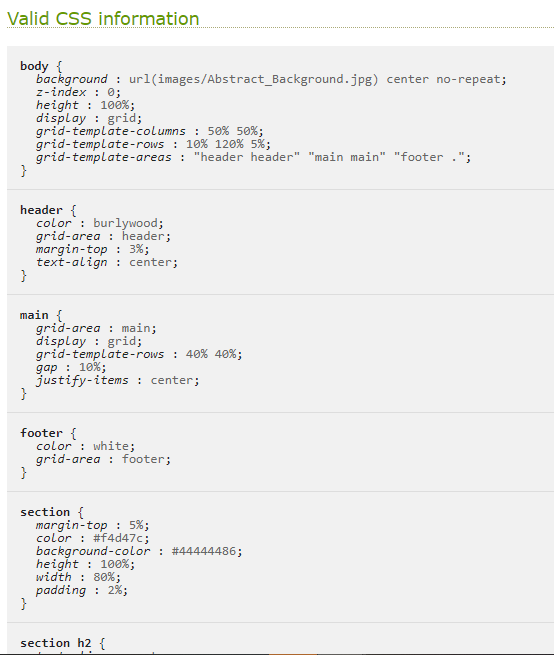 Valid CSS information
body {
background : url(images/Abstract_Background.jpg) center no-repeat;
z-index : 0;
height : 100%;
display : grid;
grid-template-columns : 50% 50%;
grid-template-rows : 10% 120% 5%;
grid-template-areas : "header header" "main main" "footer .";
}
header {
color : burlywood;
grid-area : header;
margin-top : 3%;
text-align : center;
}
main {
grid-area : main;
display : grid;
grid-template-rows : 40% 40%;
gap : 10%;
justify-items : center;
}
footer {
color : white;
grid-area : footer;
}
section {
margin-top : 5%;
color : #f4d47c;
background-color : #44444486;
height : 100%;
width : 80%;
padding : 2%;
}
section h2 {